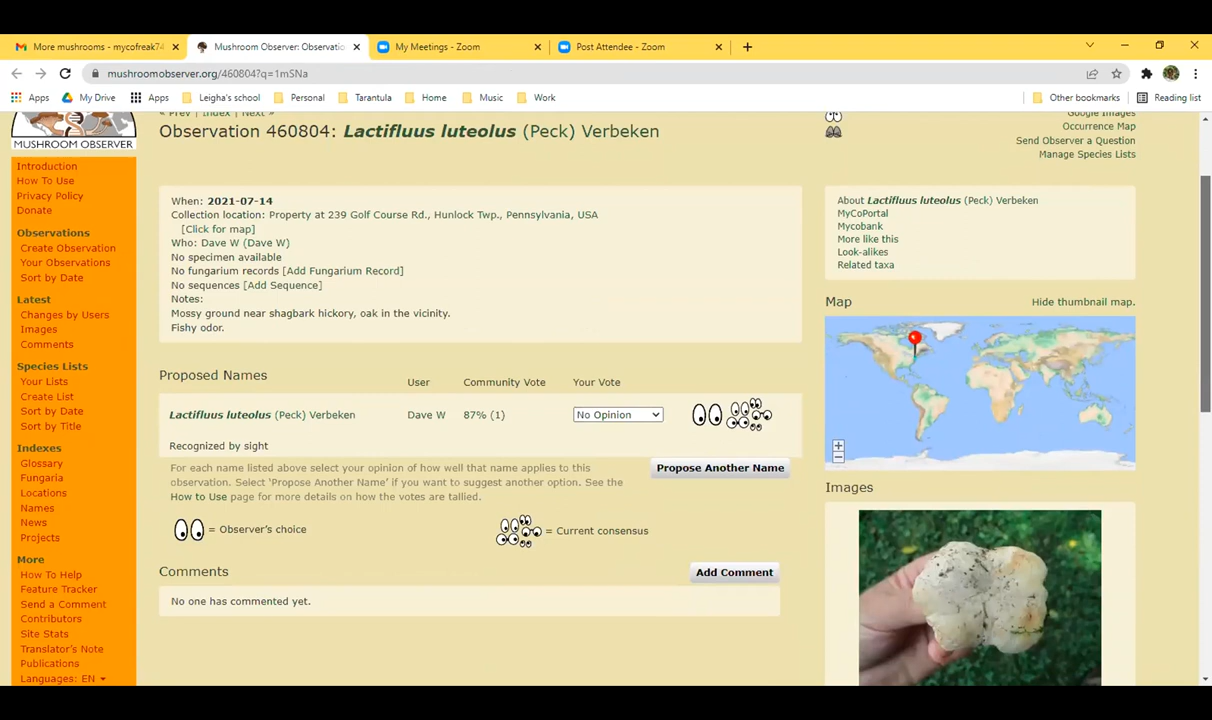 More mushrooms - mycofreak74
Mushroom Observer: Observatio
My Meetings - Zoom
Post Attendee - Zoom
mushroomobserver.org/460804?q=1mSNa
Apps
My Drive
Apps
Leigha's school
Personal
Tarantula
Home
Music
Work
Other bookmarks
Reading list
MUSHROOM OBSERVER
« Prev | Index | Next »
Observation 460804: Lactifluus luteolus (Peck) Verbeken
Google Images
Occurrence Map
Send Observer a Question
Manage Species Lists
Introduction
How To Use
Privacy Policy
Donate
Observations
Create Observation
Your Observations
Sort by Date
Latest
Changes by Users
Images
Comments
Species Lists
Your Lists
Create List
Sort by Date
Sort by Title
Indexes
Glossary
Fungaria
Locations
Names
News
Projects
More
How To Help
Feature Tracker
Send a Comment
Contributors
Site Stats
Translator's Note
Publications
Languages: EN
When: 2021-07-14
Collection location: Property at 239 Golf Course Rd., Hunlock Twp., Pennsylvania, USA
[Click for map]
Who: Dave W (Dave W)
No specimen available
No fungarium records [Add Fungarium Record]
No sequences [Add Sequence]
Notes:
Mossy ground near shagbark hickory, oak in the vicinity.
Fishy odor.
Proposed Names
User
Community Vote
Your Vote
Lactifluus luteolus (Peck) Verbeken
Dave W
87% (1)
No Opinion
Recognized by sight
For each name listed above select your opinion of how well that name applies to this
observation. Select 'Propose Another Name' if you want to suggest another option. See the
How to Use page for more details on how the votes are tallied.
Propose Another Name
= Observer's choice
= Current consensus
Comments
Add Comment
No one has commented yet.
About Lactifluus luteolus (Peck) Verbeken
MyCoPortal
Mycobank
More like this
Look-alikes
Related taxa
Map
Hide thumbnail map.
+
−
Images